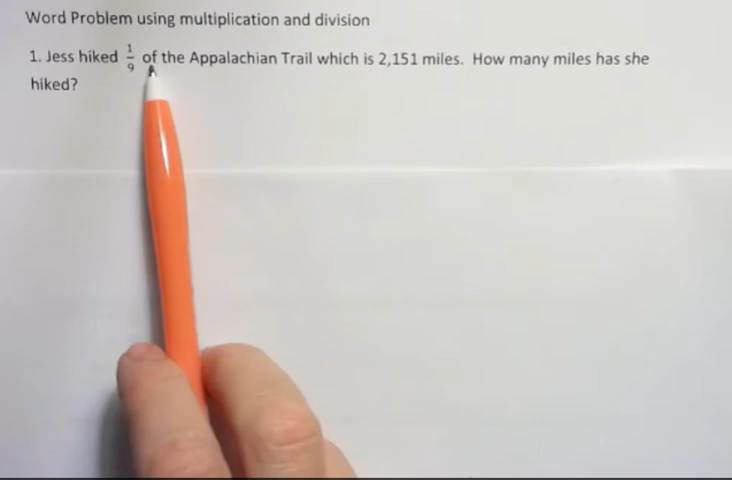 Word Problem using multiplication and division
1. Jess hiked 1/9 of the Appalachian Trail which is 2,151 miles. How many miles has she
hiked?